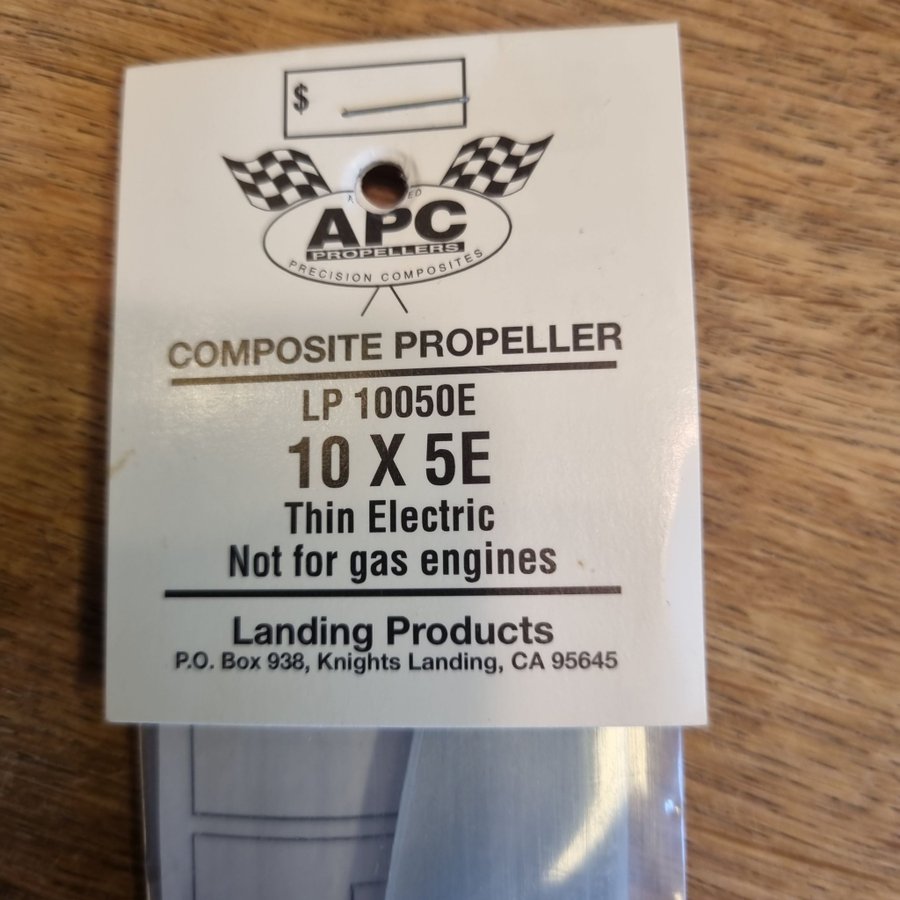 $
APC
PROPELLERS
PRECISION COMPOSITES
COMPOSITE PROPELLER
LP 10050E
10 X 5E
Thin Electric
Not for gas engines
Landing Products
P.O. Box 938, Knights Landing, CA 95645